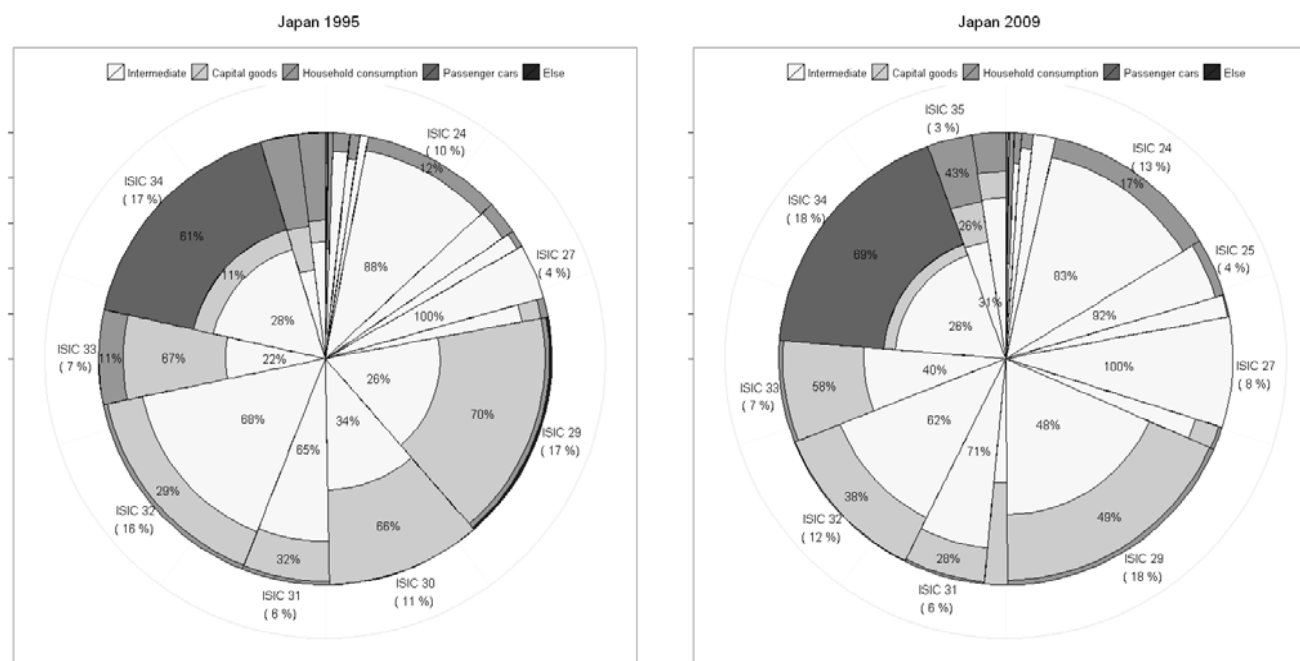 Japan 1995
Intermediate Capital goods Household consumption Passenger cars Else
ISIC 24
( 10 %)
12%
88%
ISIC 27
( 4 %)
100%
26%
70%
ISIC 29
( 17 %)
34%
66%
ISIC 30
( 11 %)
65%
32%
ISIC 31
( 6 %)
68%
29%
ISIC 32
( 16 %)
22%
67%
11%
ISIC 33
( 7 %)
28%
11%
61%
ISIC 34
( 17 %)
Japan 2009
Intermediate Capital goods Household consumption Passenger cars Else
ISIC 24
( 13 %)
17%
83%
ISIC 25
( 4 %)
92%
ISIC 27
( 8 %)
100%
48%
49%
ISIC 29
( 18 %)
71%
28%
ISIC 31
( 6 %)
62%
38%
ISIC 32
( 12 %)
40%
58%
ISIC 33
( 7 %)
26%
69%
ISIC 34
( 18 %)
31%
26%
43%
ISIC 35
( 3 %)